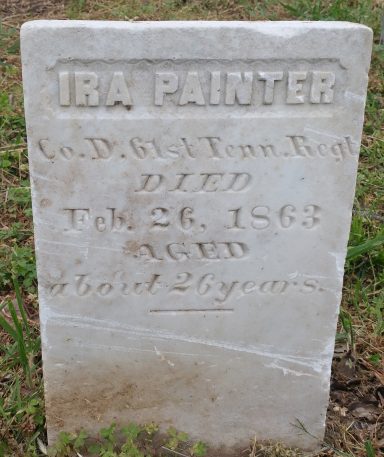 IRA PAINTER
Co. D. 61st Tenn. Regt
DIED
Feb. 26, 1863
AGED
about 26 years.